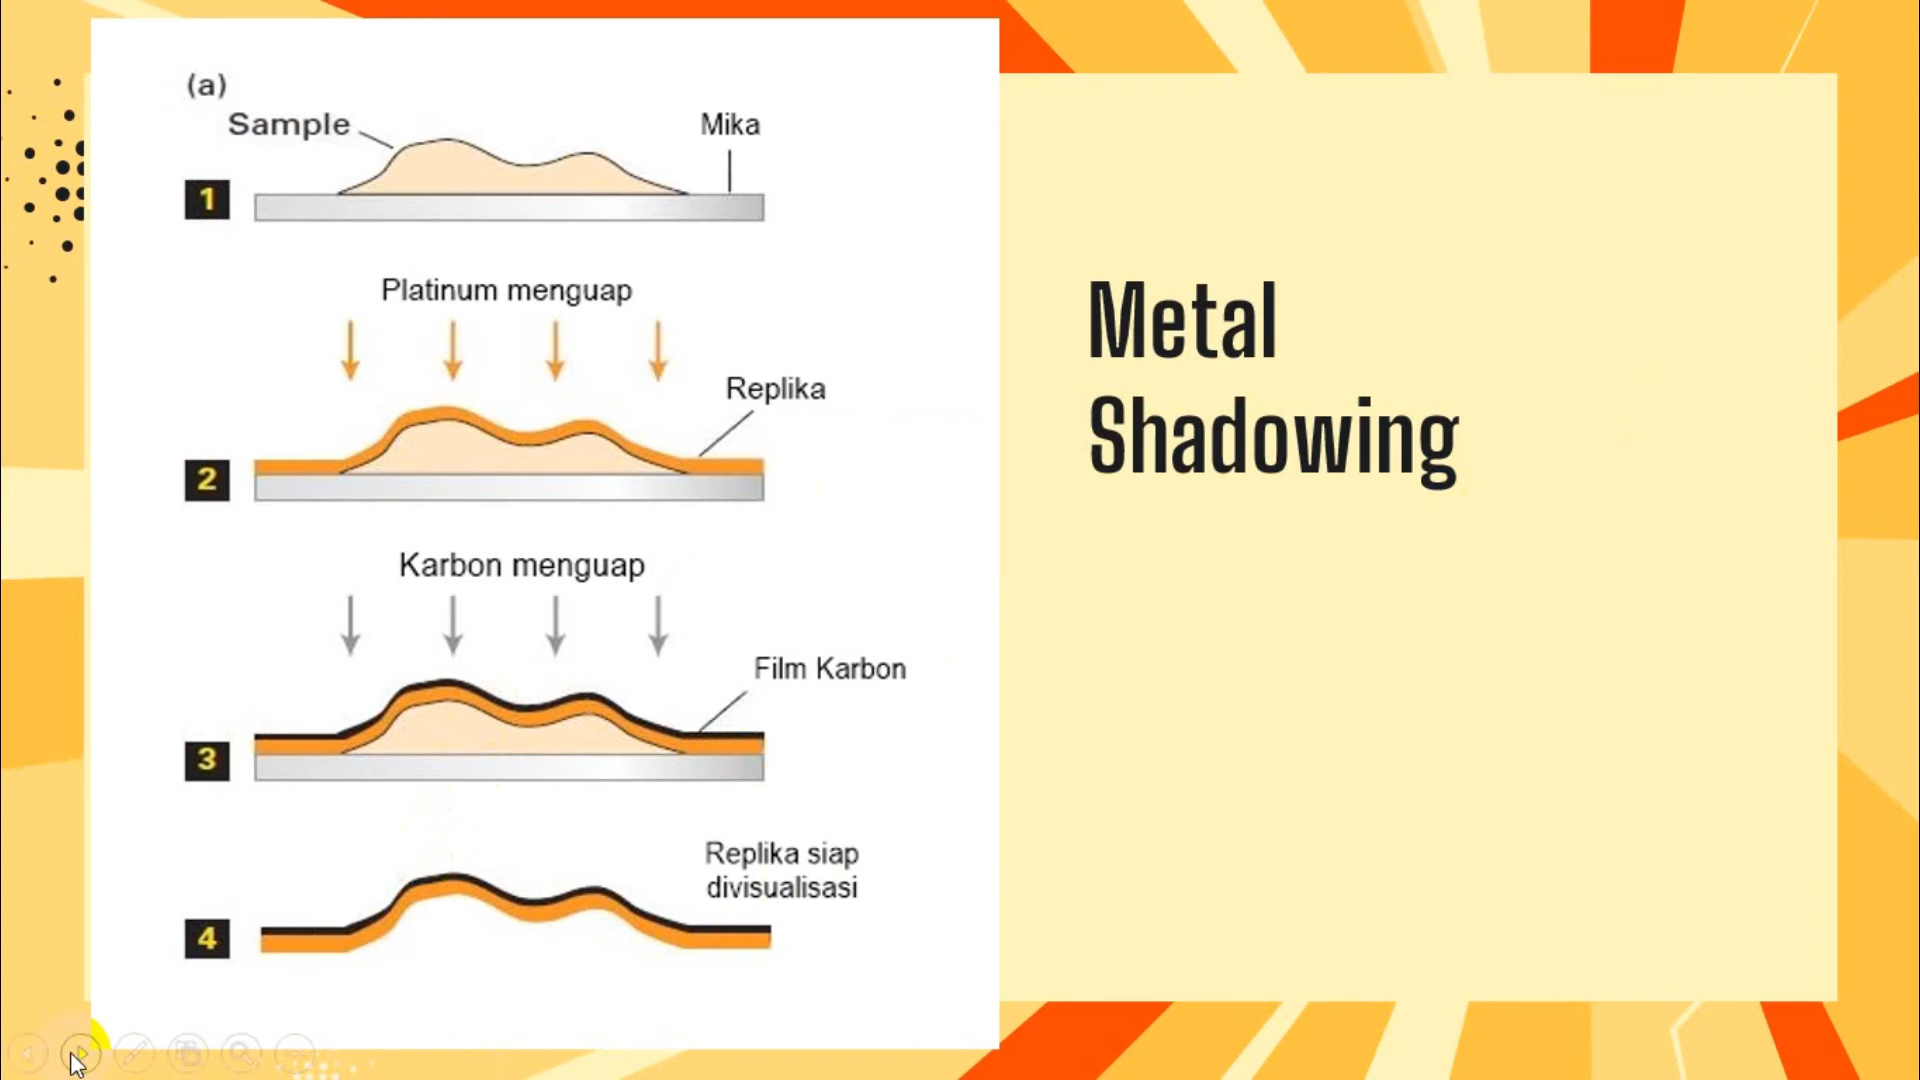 (a)
Sample
Mika
1
Platinum menguap
Replika
2
Karbon menguap
Film Karbon
3
Replika siap
divisualisasi
4
Metal
Shadowing